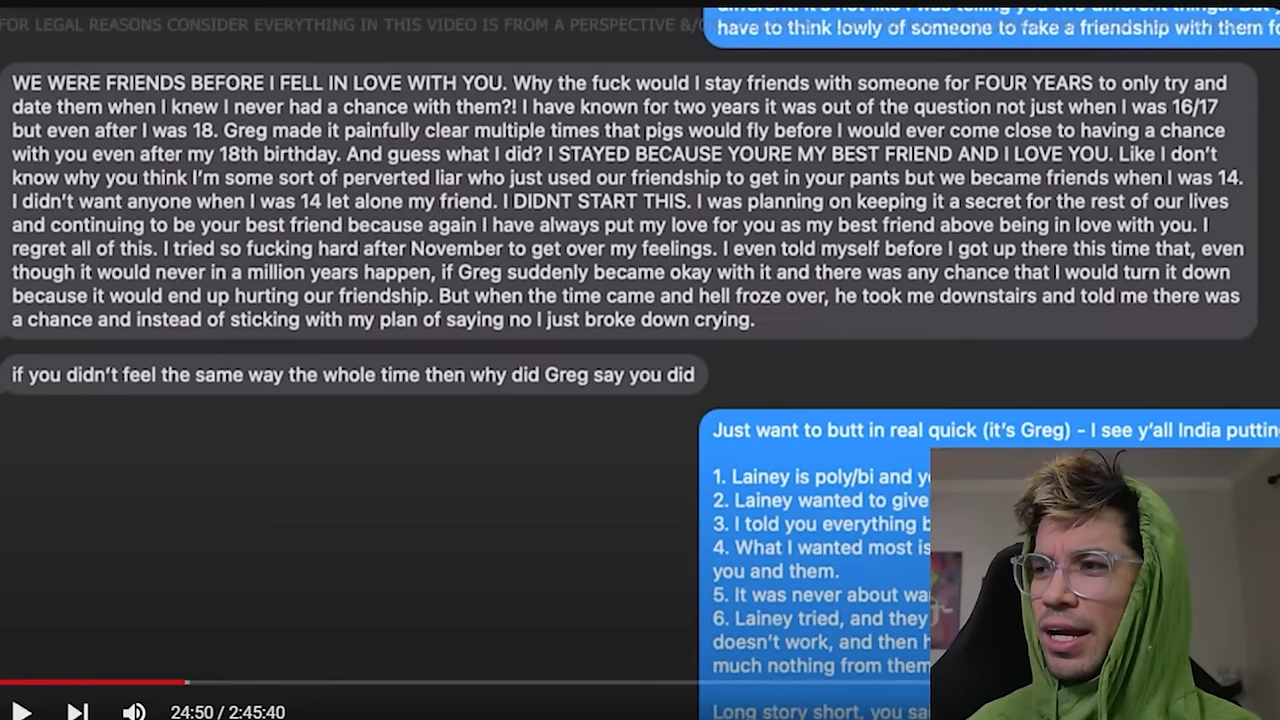 FOR LEGAL REASONS CONSIDER EVERYTHING IN THIS VIDEO IS FROM A PERSPECTIVE &/
have to think lowly of someone to fake a friendship with them fo
WE WERE FRIENDS BEFORE I FELL IN LOVE WITH YOU. Why the fuck would I stay friends with someone for FOUR YEARS to only try and
date them when I knew I never had a chance with them?! I have known for two years it was out of the question not just when I was 16/17
but even after I was 18. Greg made it painfully clear multiple times that pigs would fly before I would ever come close to having a chance
with you even after my 18th birthday. And guess what I did? I STAYED BECAUSE YOURE MY BEST FRIEND AND I LOVE YOU. Like I don't
know why you think I'm some sort of perverted liar who just used our friendship to get in your pants but we became friends when I was 14.
I didn't want anyone when I was 14 let alone my friend. I DIDNT START THIS. I was planning on keeping it a secret for the rest of our lives
and continuing to be your best friend because again I have always put my love for you as my best friend above being in love with you. I
regret all of this. I tried so fucking hard after November to get over my feelings. I even told myself before I got up there this time that, even
though it would never in a million years happen, if Greg suddenly became okay with it and there was any chance that I would turn it down
because it would end up hurting our friendship. But when the time came and hell froze over, he took me downstairs and told me there was
a chance and instead of sticking with my plan of saying no I just broke down crying.
if you didn't feel the same way the whole time then why did Greg say you did
Just want to butt in real quick (it's Greg) - I see y'all India puttin
1. Lainey is poly/bi and y
2. Lainey wanted to give
3. I told you everything b
4. What I wanted most is
you and them.
5. It was never about wa
6. Lainey tried, and they
doesn't work, and then h
much nothing from them
Long story short, you sa
24:50 / 2:45:40